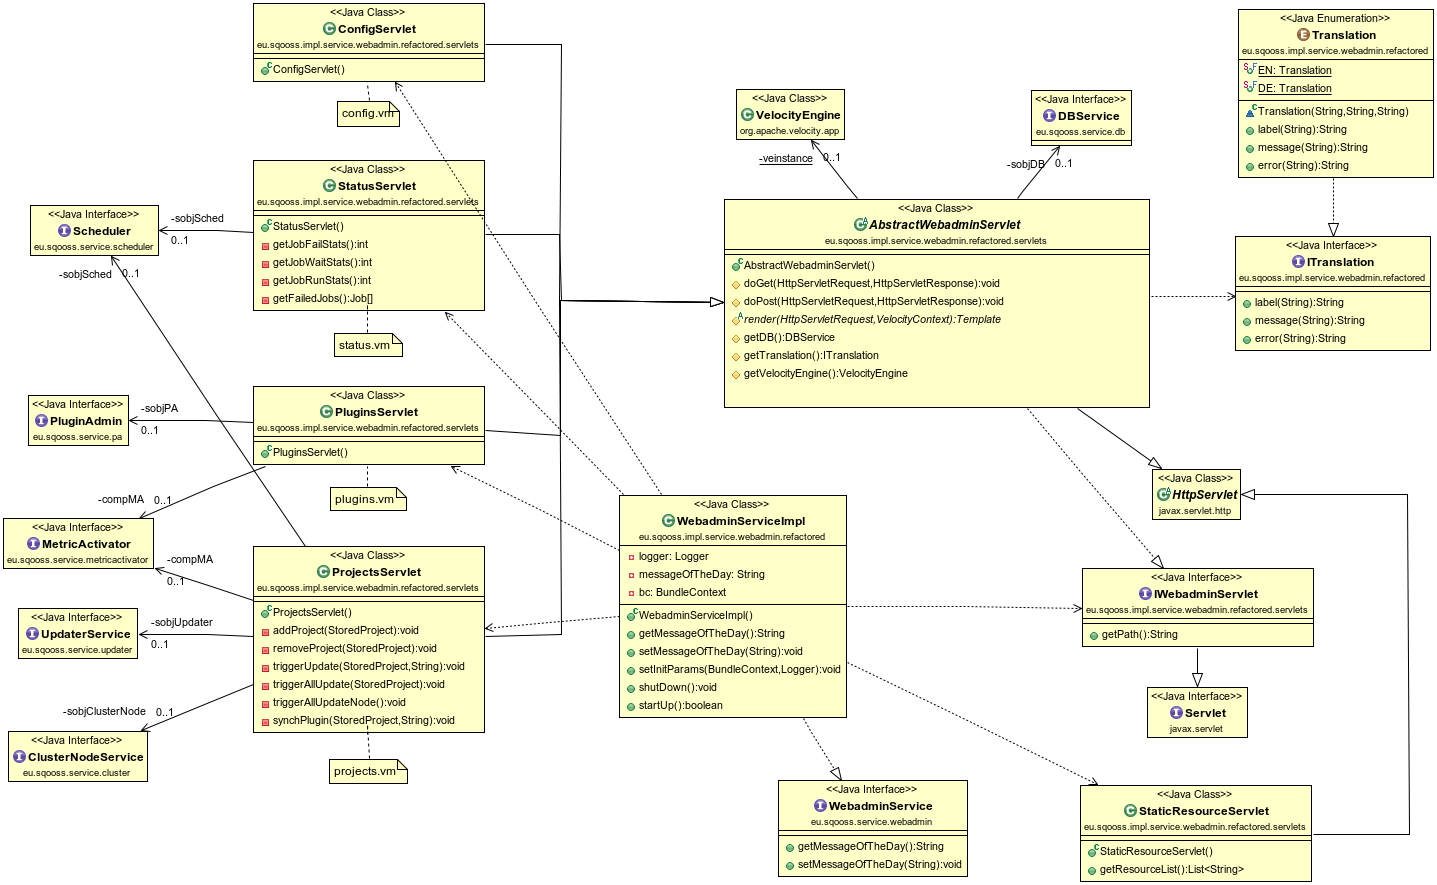 <<Java Class>>
ConfigServlet
eu.sqooss.impl.service.webadmin.refactored.servlets
ConfigServlet()
config.vm
<<Java Class>>
StatusServlet
eu.sqooss.impl.service.webadmin.refactored.servlets
StatusServlet()
getJobFailStats():int
getJobWaitStats():int
getJobRunStats():int
getFailedJobs():Job[]
status.vm
<<Java Interface>>
Scheduler
eu.sqooss.service.scheduler
-sobjSched
0..1
-sobjSched
0..1
<<Java Class>>
PluginsServlet
eu.sqooss.impl.service.webadmin.refactored.servlets
PluginsServlet()
plugins.vm
<<Java Interface>>
PluginAdmin
eu.sqooss.service.pa
-sobjPA
0..1
-compMA
0..1
<<Java Interface>>
MetricActivator
eu.sqooss.service.metricactivator
-compMA
0..1
<<Java Class>>
ProjectsServlet
eu.sqooss.impl.service.webadmin.refactored.servlets
ProjectsServlet()
addProject(StoredProject):void
removeProject(StoredProject):void
triggerUpdate(StoredProject,String):void
triggerAllUpdate(StoredProject):void
triggerAllUpdateNode():void
synchPlugin(StoredProject,String):void
projects.vm
<<Java Interface>>
UpdaterService
eu.sqooss.service.updater
-sobjUpdater
0..1
-sobjClusterNode
0..1
<<Java Interface>>
ClusterNodeService
eu.sqooss.service.cluster
<<Java Class>>
VelocityEngine
org.apache.velocity.app
-veinstance
0..1
<<Java Interface>>
DBService
eu.sqooss.service.db
-sobjDB
0..1
<<Java Class>>
AbstractWebadminServlet
eu.sqooss.impl.service.webadmin.refactored.servlets
AbstractWebadminServlet()
doGet(HttpServletRequest,HttpServletResponse):void
doPost(HttpServletRequest,HttpServletResponse):void
render(HttpServletRequest,VelocityContext):Template
getDB():DBService
getTranslation():ITranslation
getVelocityEngine():VelocityEngine
<<Java Enumeration>>
Translation
eu.sqooss.impl.service.webadmin.refactored
EN: Translation
DE: Translation
Translation(String,String,String)
label(String):String
message(String):String
error(String):String
<<Java Interface>>
ITranslation
eu.sqooss.impl.service.webadmin.refactored
label(String):String
message(String):String
error(String):String
<<Java Class>>
HttpServlet
javax.servlet.http
<<Java Class>>
WebadminServiceImpl
eu.sqooss.impl.service.webadmin.refactored
logger: Logger
messageOfTheDay: String
bc: BundleContext
WebadminServiceImpl()
getMessageOfTheDay():String
setMessageOfTheDay(String):void
setInitParams(BundleContext,Logger):void
shutDown():void
startUp():boolean
<<Java Interface>>
IWebadminServlet
eu.sqooss.impl.service.webadmin.refactored.servlets
getPath():String
<<Java Interface>>
Servlet
javax.servlet
<<Java Interface>>
WebadminService
eu.sqooss.service.webadmin
getMessageOfTheDay():String
setMessageOfTheDay(String):void
<<Java Class>>
StaticResourceServlet
eu.sqooss.impl.service.webadmin.refactored.servlets
StaticResourceServlet()
getResourceList():List<String>